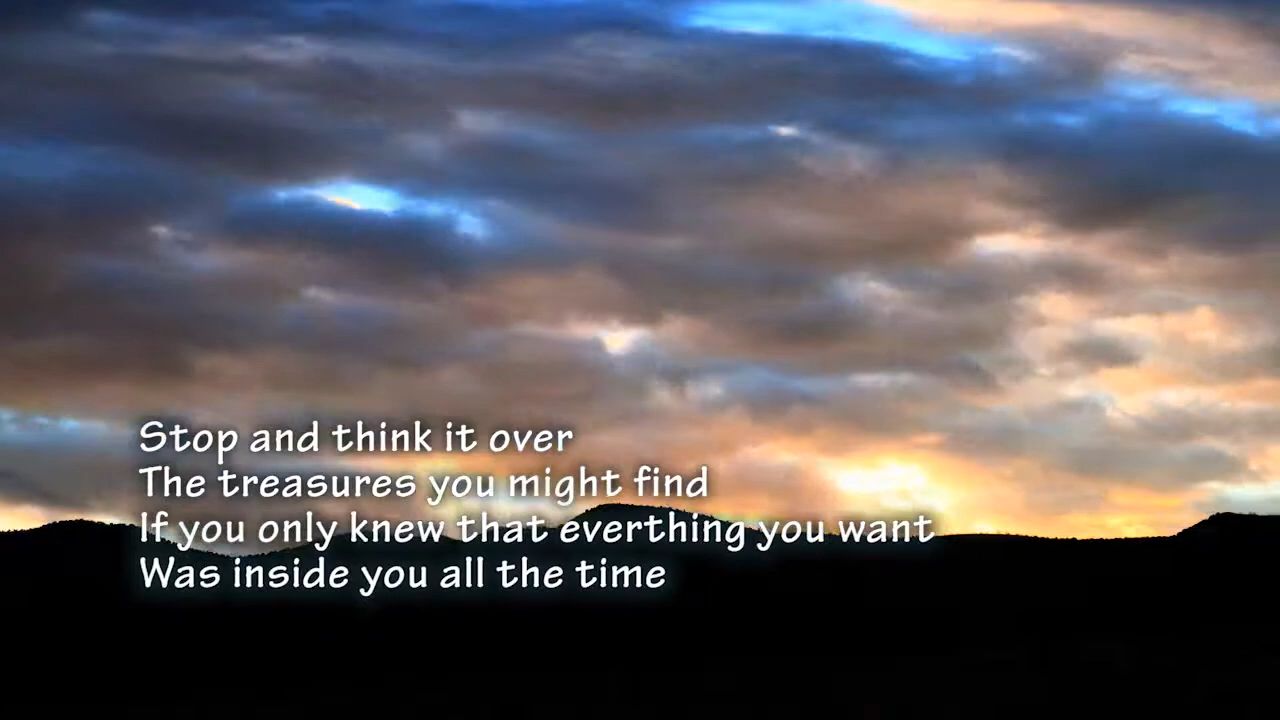 Stop and think it over
The treasures you might find
If you only knew that everthing you want
Was inside you all the time